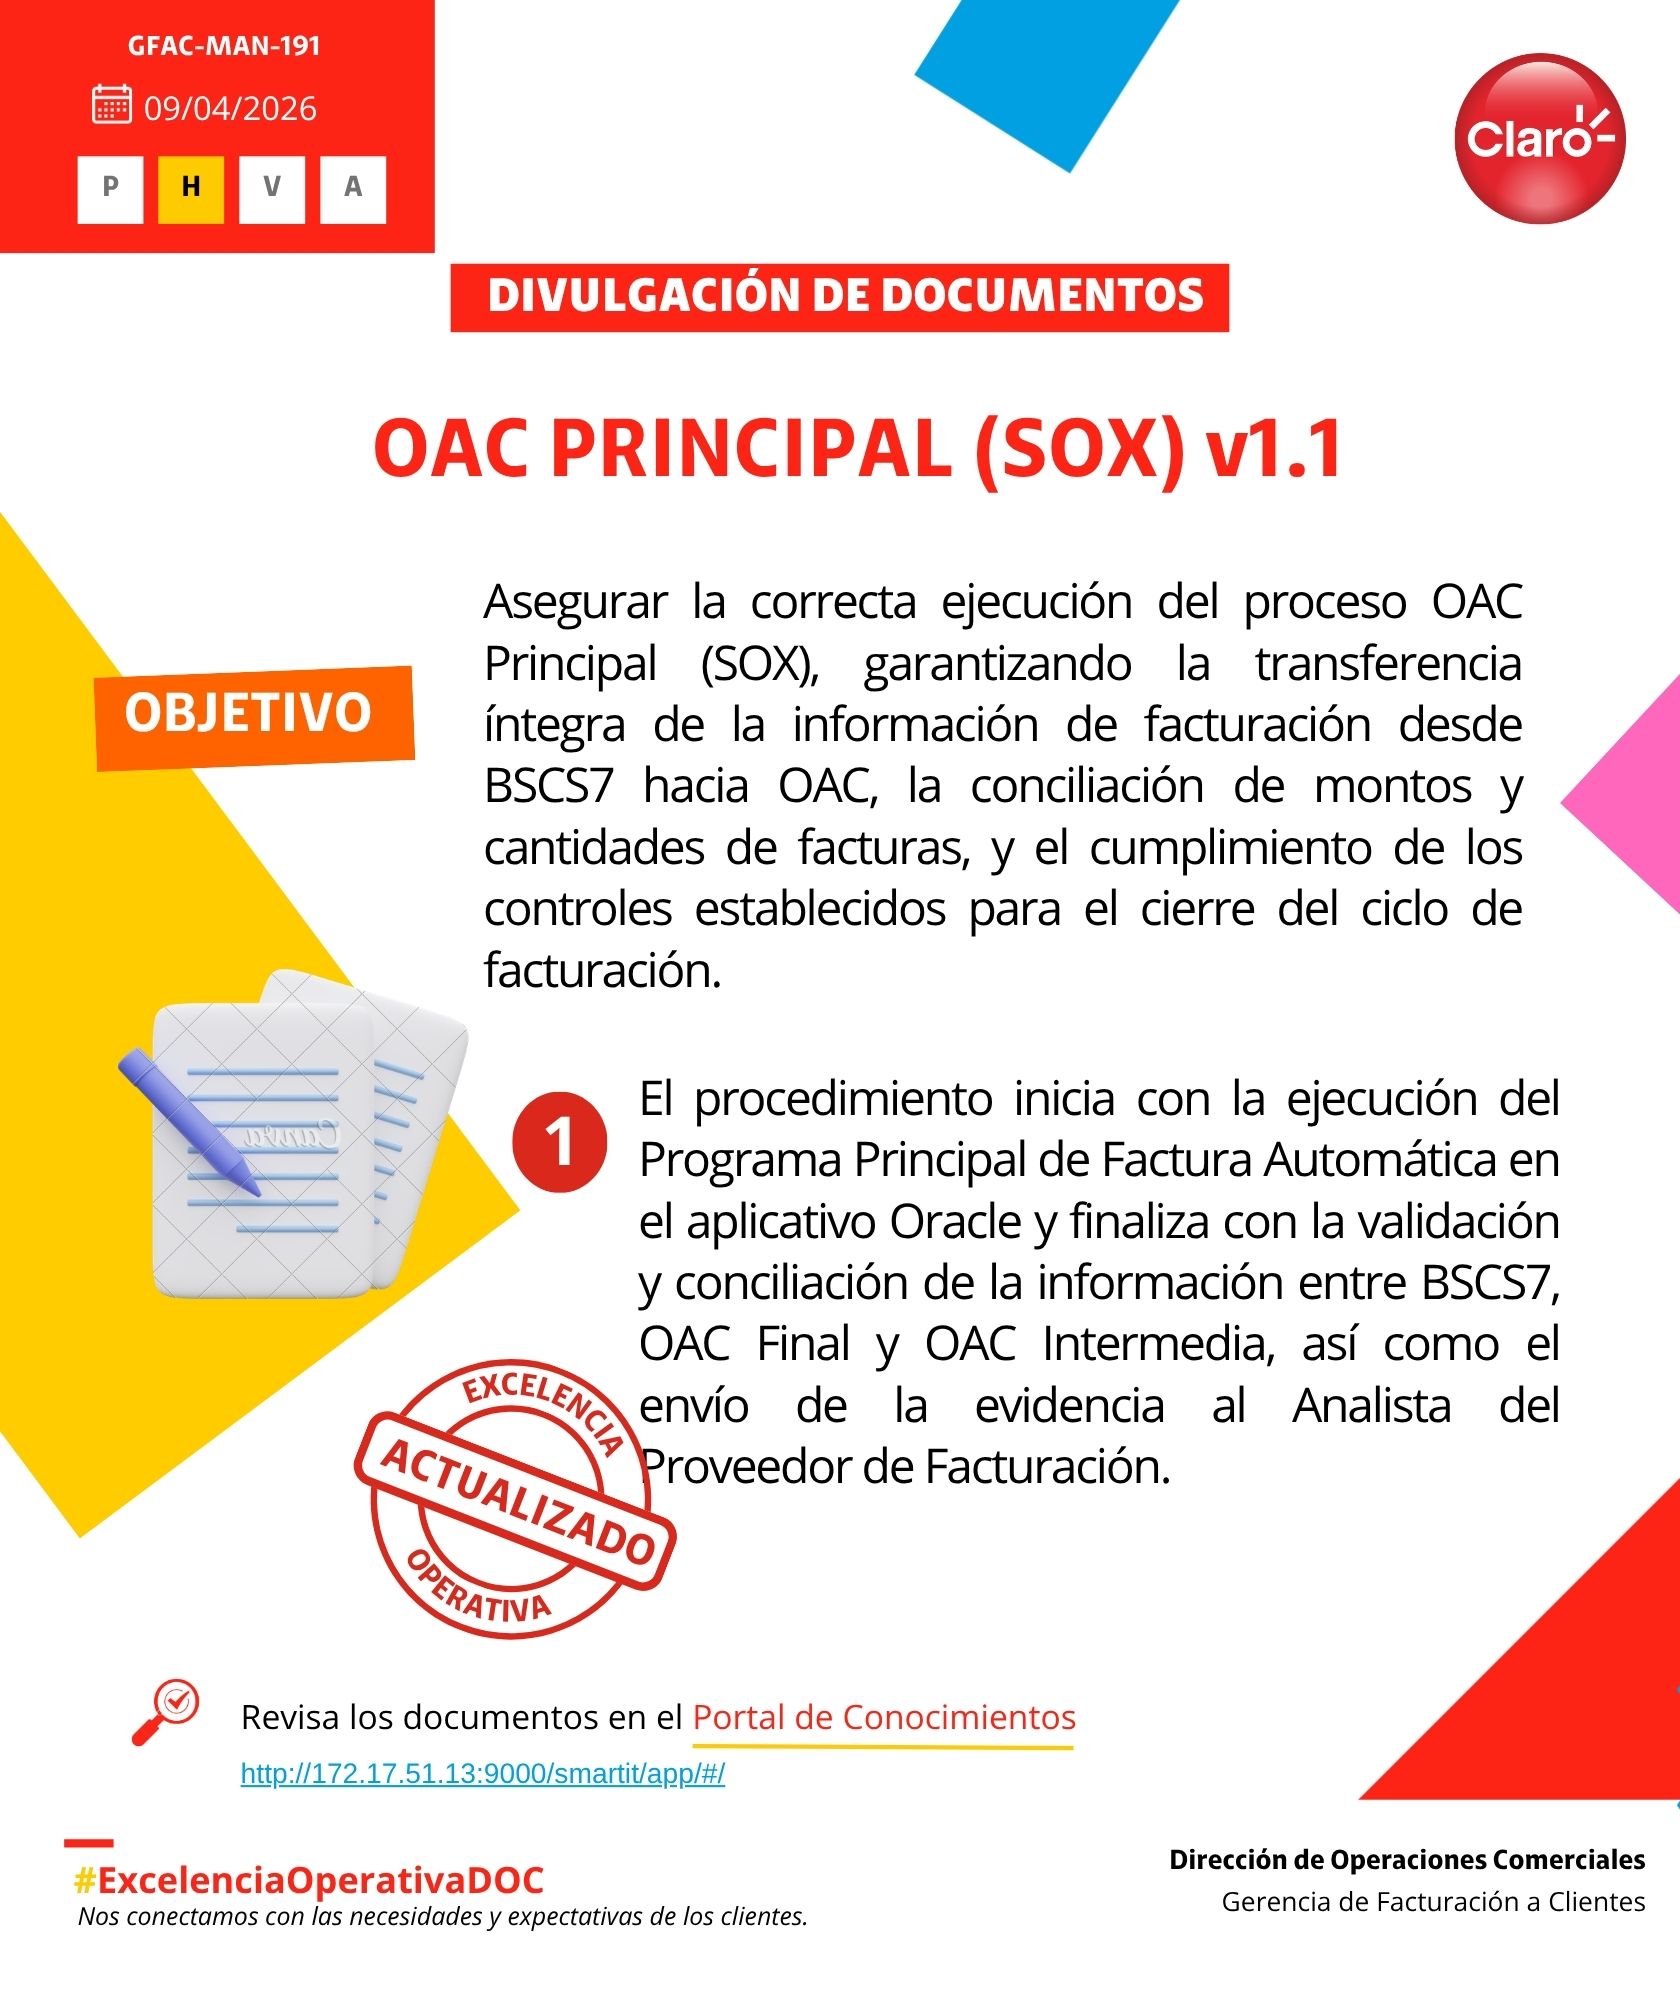 GFAC-MAN-191
09/04/2026
P H V A
Claro
DIVULGACIÓN DE DOCUMENTOS
OAC PRINCIPAL (SOX) v1.1
OBJETIVO
Asegurar la correcta ejecución del proceso OAC
Principal (SOX), garantizando la transferencia
íntegra de la información de facturación desde
BSCS7 hacia OAC, la conciliación de montos y
cantidades de facturas, y el cumplimiento de los
controles establecidos para el cierre del ciclo de
facturación.
Canva
1
El procedimiento inicia con la ejecución del
Programa Principal de Factura Automática en
el aplicativo Oracle y finaliza con la validación
y conciliación de la información entre BSCS7,
OAC Final y OAC Intermedia, así como el
envío de la evidencia al Analista del
Proveedor de Facturación.
EXCELENCIA
ACTUALIZADO
OPERATIVA
Revisa los documentos en el Portal de Conocimientos
http://172.17.51.13:9000/smartit/app/#/
#ExcelenciaOperativaDOC
Nos conectamos con las necesidades y expectativas de los clientes.
Dirección de Operaciones Comerciales
Gerencia de Facturación a Clientes